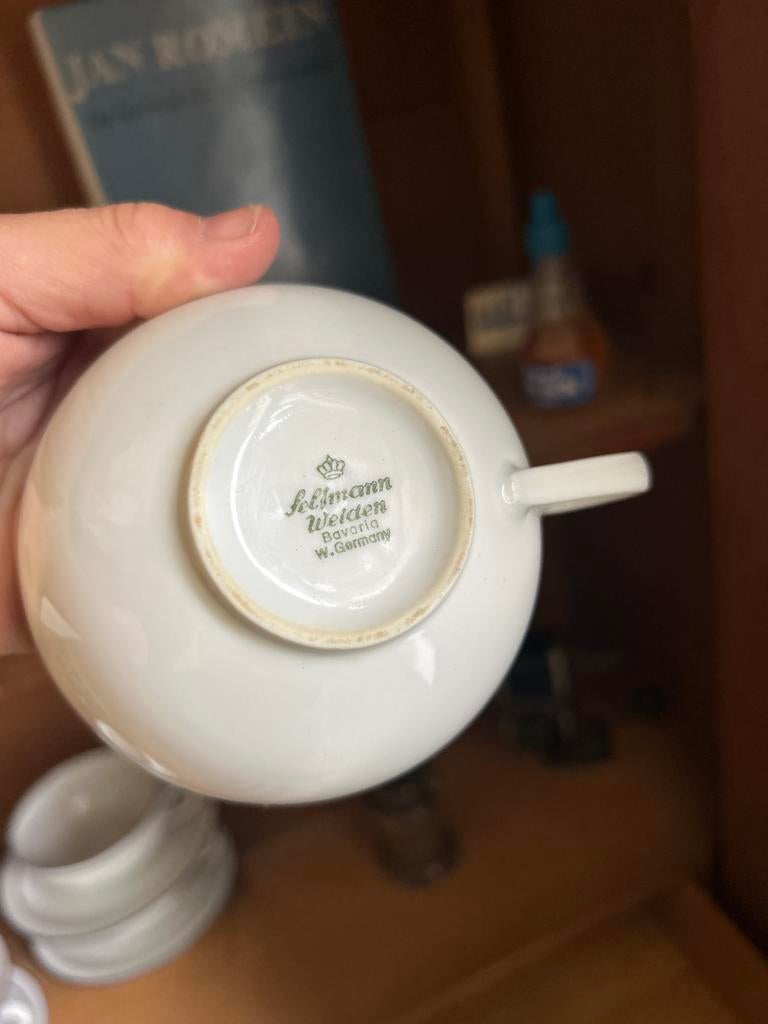 JAN ROMEIN
Seltmann
Weiden
Bavaria
W.Germany